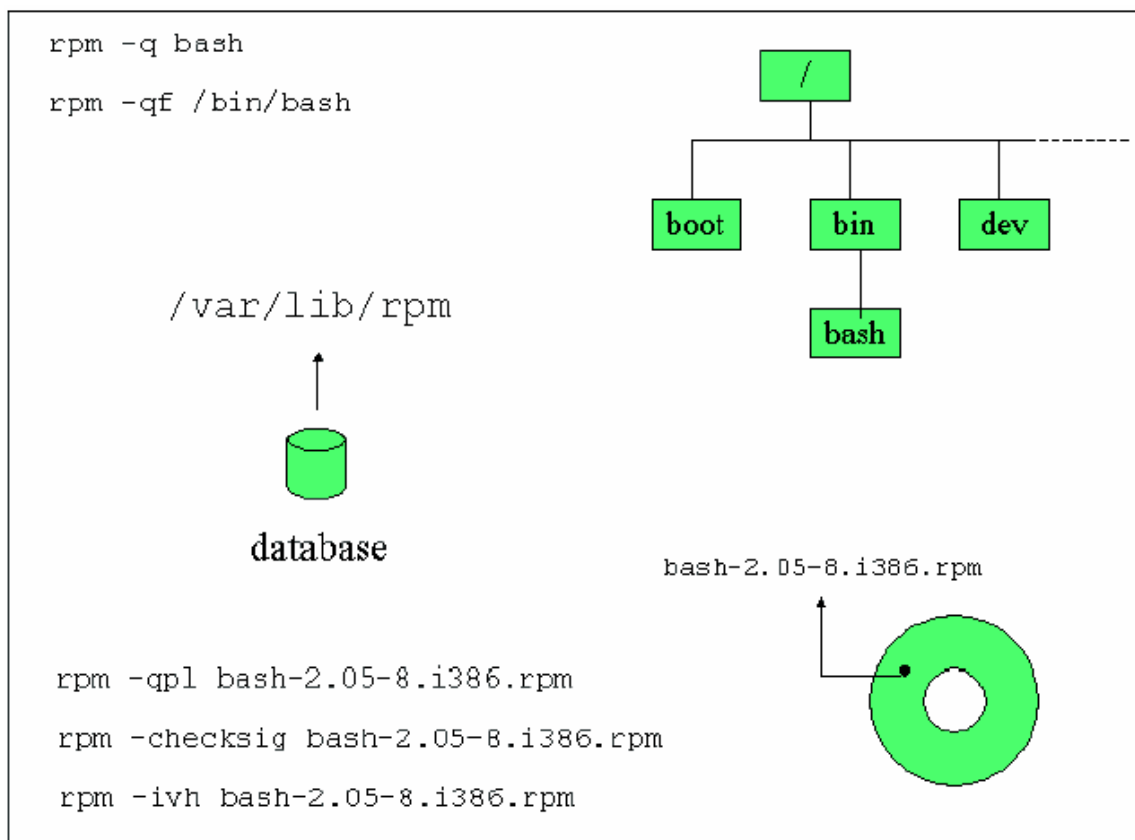 rpm -q bash
rpm -qf /bin/bash
/
boot
bin
dev
bash
/var/lib/rpm
database
bash-2.05-8.i386.rpm
rpm -qpl bash-2.05-8.i386.rpm
rpm -checksig bash-2.05-8.i386.rpm
rpm -ivh bash-2.05-8.i386.rpm